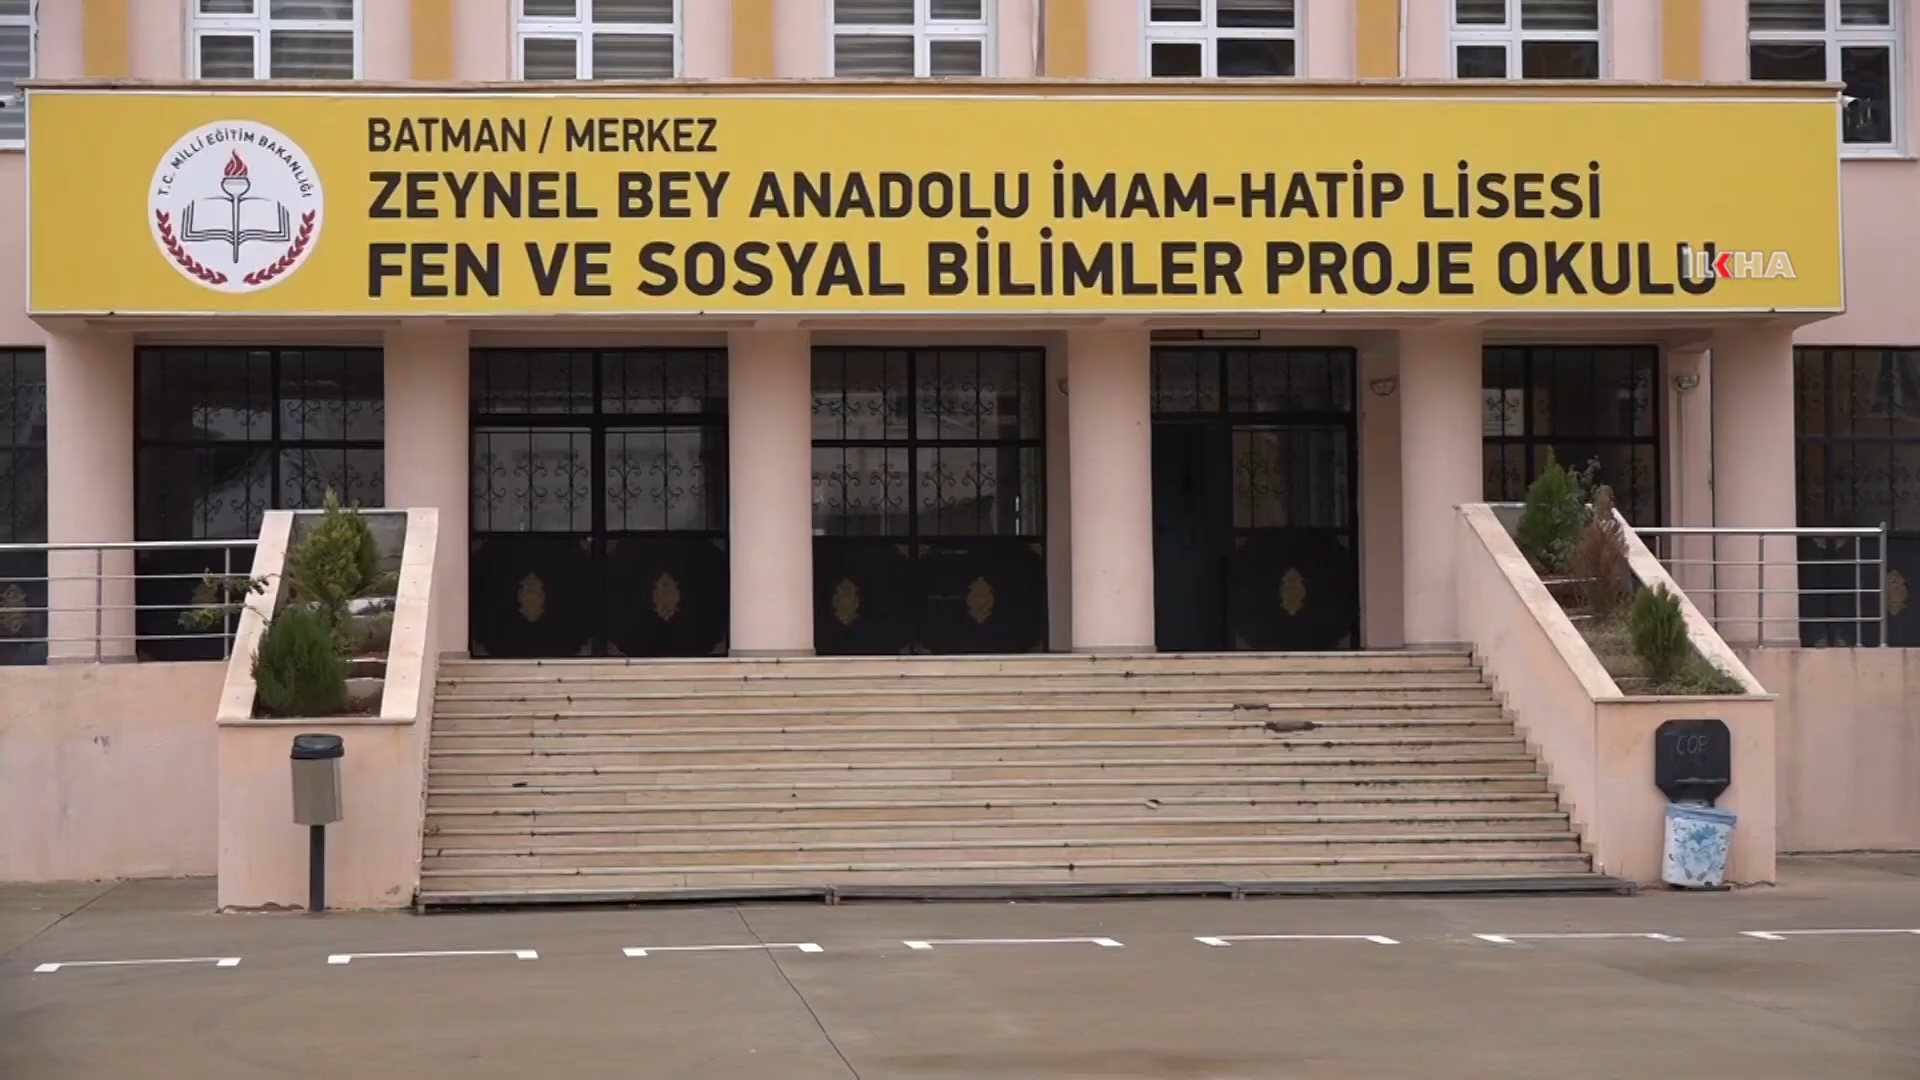 T.C. MİLLİ EĞİTİM BAKANLIĞI
BATMAN / MERKEZ
ZEYNEL BEY ANADOLU İMAM-HATİP LİSESİ
FEN VE SOSYAL BİLİMLER PROJE OKULU
İLKHA
ÇÖP